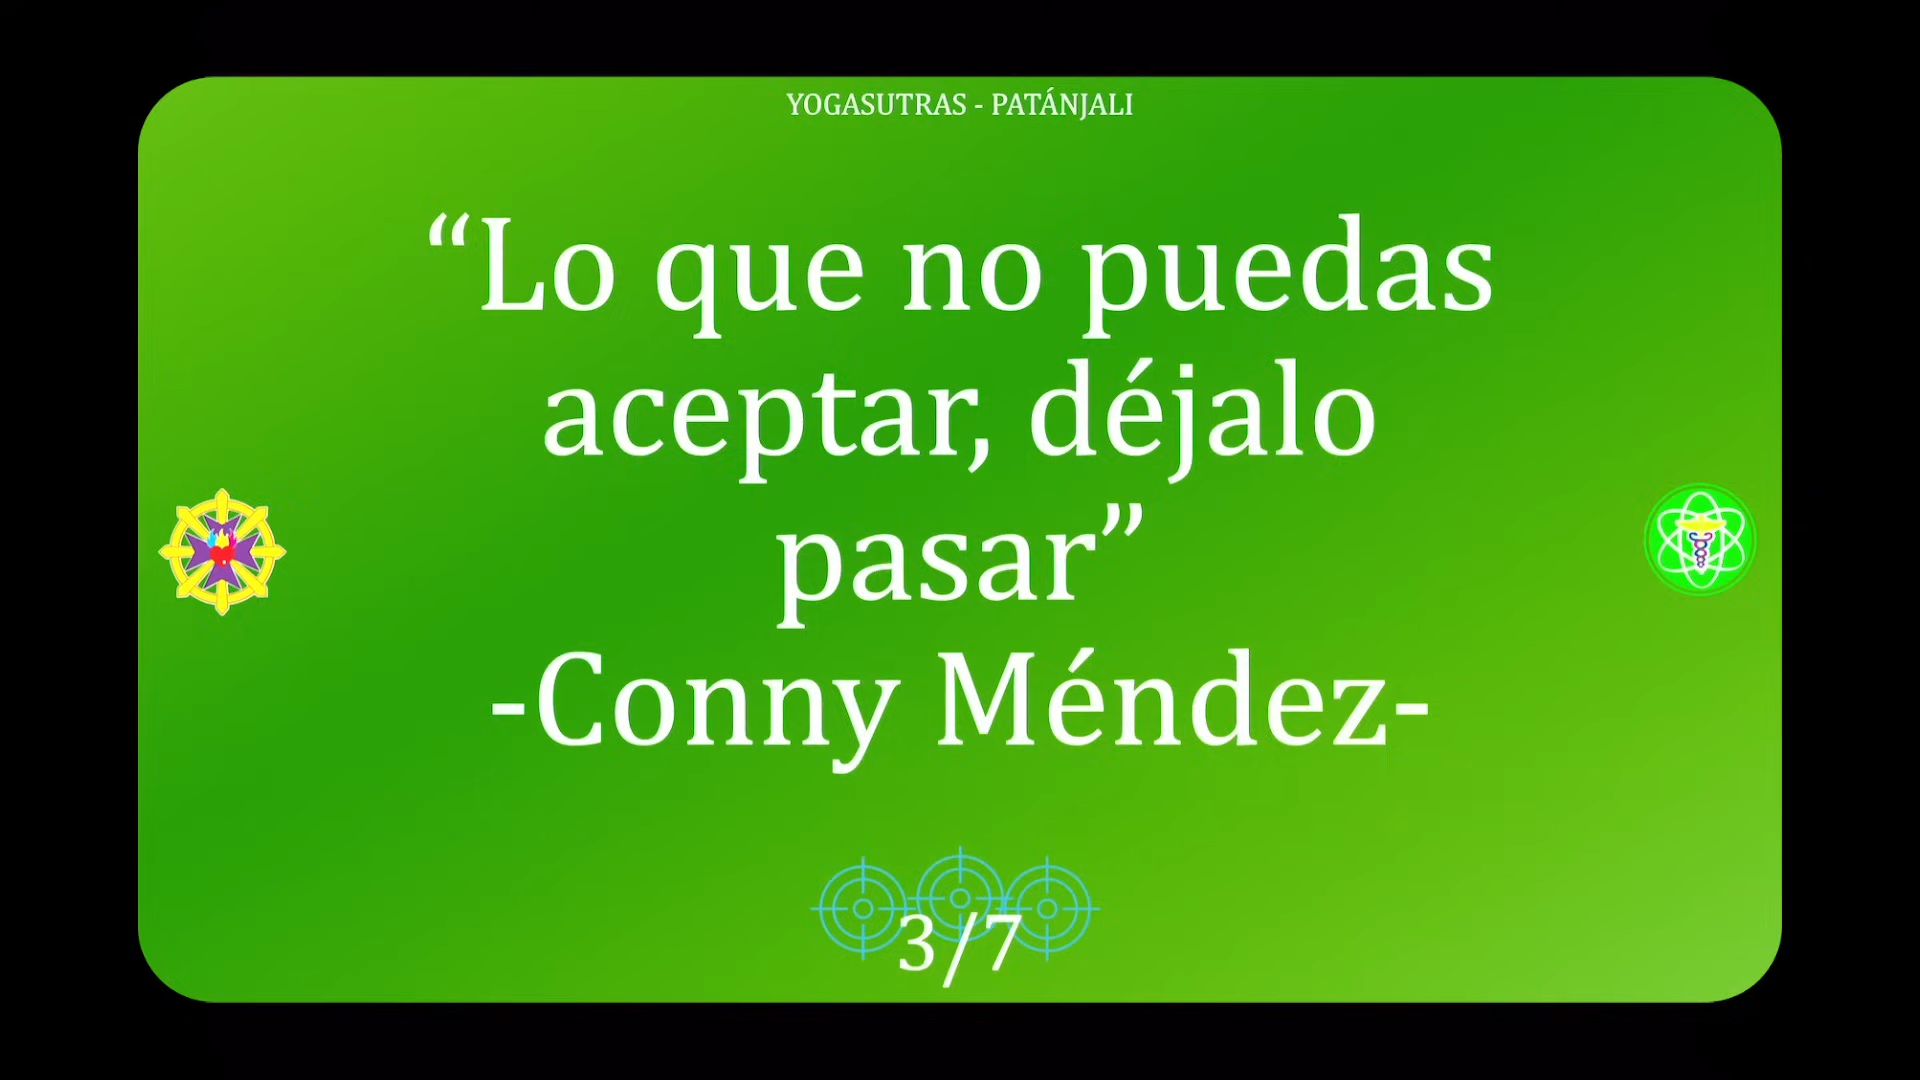 YOGASUTRAS - PATÁNJALI
“Lo que no puedas
aceptar, déjalo
pasar”
-Conny Méndez-
3/7